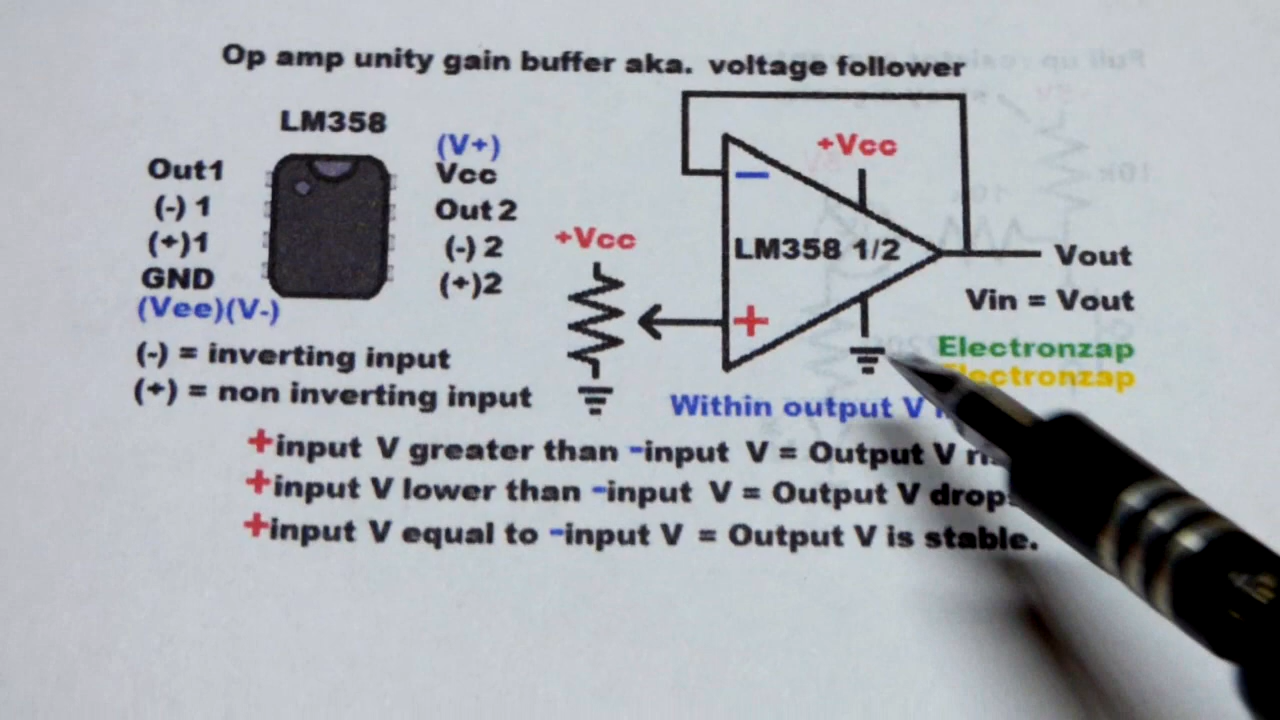 Op amp unity gain buffer aka. voltage follower
LM358
Out1
(-) 1
(+)1
GND
(Vee)(V-)
(V+)
Vcc
Out 2
(-) 2
(+)2
(-) = inverting input
(+) = non inverting input
+Vcc
+Vcc
−
LM358 1/2
+
Vout
Vin = Vout
Electronzap
Electronzap
Within output V
+input V greater than -input V = Output V
+input V lower than -input V = Output V drop
+input V equal to -input V = Output V is stable.